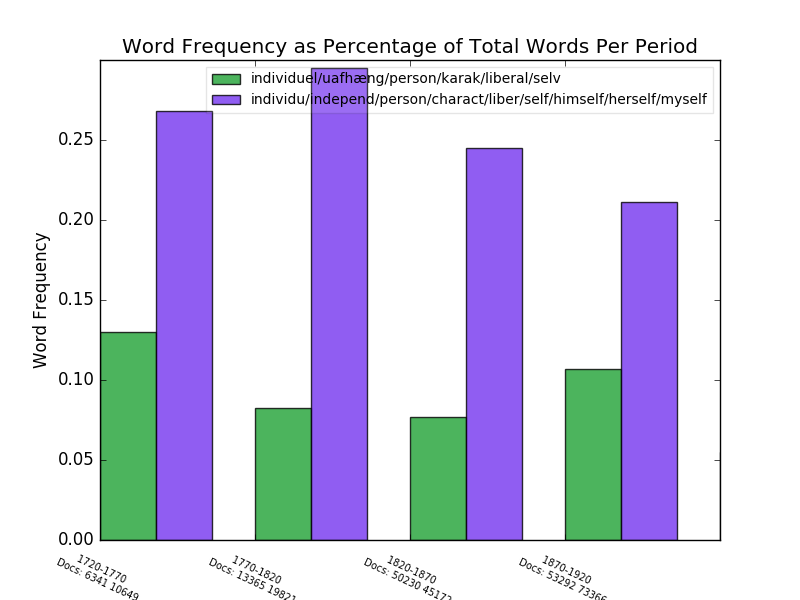 Word Frequency as Percentage of Total Words Per Period
individuel/uafhæng/person/karak/liberal/selv
individu/independ/person/charact/liber/self/himself/herself/myself
Word Frequency
0.25
0.20
0.15
0.10
0.05
0.00
1720-1770
Docs: 6341 10649
1770-1820
Docs: 13365 19821
1820-1870
Docs: 50230 45172
1870-1920
Docs: 53292 73366